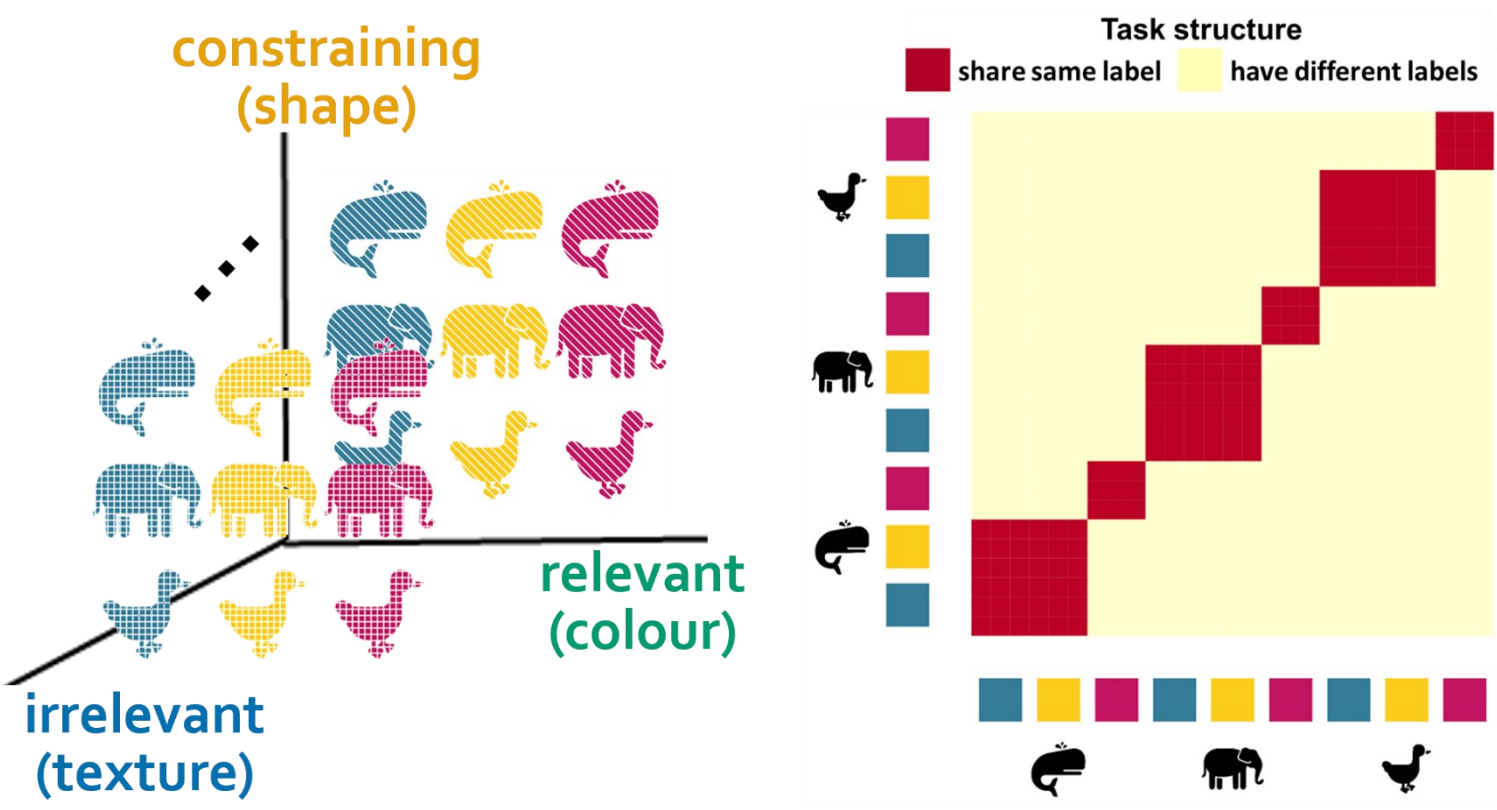 constraining
(shape)
relevant
(colour)
irrelevant
(texture)
Task structure
share same label
have different labels